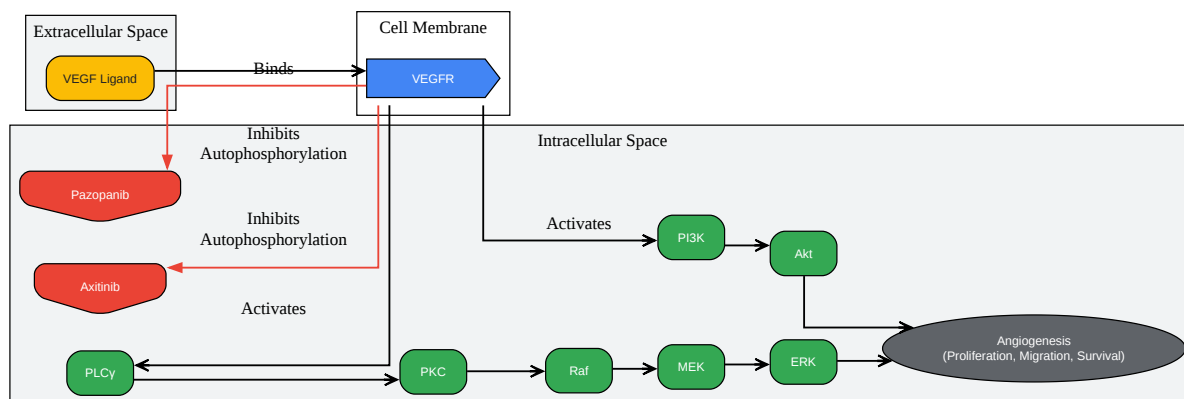 Extracellular Space
Cell Membrane
VEGF Ligand
Binds
VEGFR
Inhibits
Autophosphorylation
Intracellular Space
Pazopanib
Inhibits
Autophosphorylation
Activates
PI3K
Akt
Axitinib
Activates
PLCγ
PKC
Raf
MEK
ERK
Angiogenesis
(Proliferation, Migration, Survival)